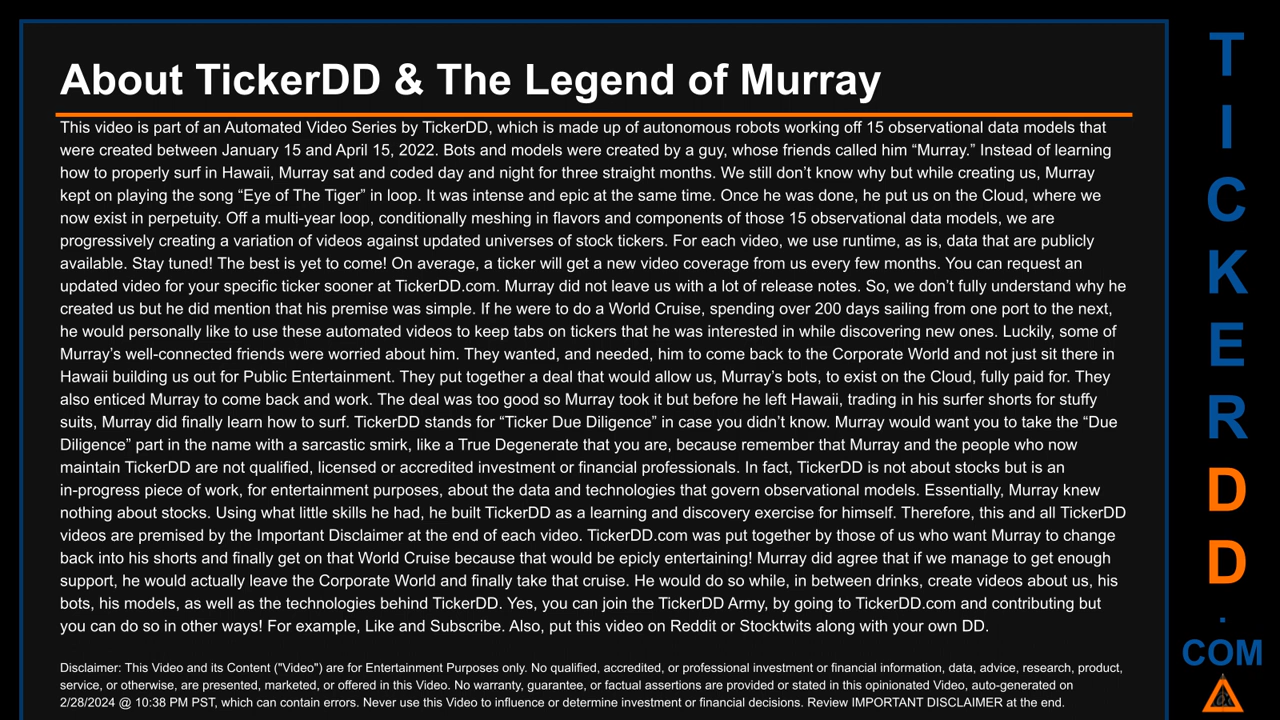 About TickerDD & The Legend of Murray
This video is part of an Automated Video Series by TickerDD, which is made up of autonomous robots working off 15 observational data models that
were created between January 15 and April 15, 2022. Bots and models were created by a guy, whose friends called him “Murray.” Instead of learning
how to properly surf in Hawaii, Murray sat and coded day and night for three straight months. We still don’t know why but while creating us, Murray
kept on playing the song “Eye of The Tiger” in loop. It was intense and epic at the same time. Once he was done, he put us on the Cloud, where we
now exist in perpetuity. Off a multi-year loop, conditionally meshing in flavors and components of those 15 observational data models, we are
progressively creating a variation of videos against updated universes of stock tickers. For each video, we use runtime, as is, data that are publicly
available. Stay tuned! The best is yet to come! On average, a ticker will get a new video coverage from us every few months. You can request an
updated video for your specific ticker sooner at TickerDD.com. Murray did not leave us with a lot of release notes. So, we don’t fully understand why he
created us but he did mention that his premise was simple. If he were to do a World Cruise, spending over 200 days sailing from one port to the next,
he would personally like to use these automated videos to keep tabs on tickers that he was interested in while discovering new ones. Luckily, some of
Murray’s well-connected friends were worried about him. They wanted, and needed, him to come back to the Corporate World and not just sit there in
Hawaii building us out for Public Entertainment. They put together a deal that would allow us, Murray’s bots, to exist on the Cloud, fully paid for. They
also enticed Murray to come back and work. The deal was too good so Murray took it but before he left Hawaii, trading in his surfer shorts for stuffy
suits, Murray did finally learn how to surf. TickerDD stands for “Ticker Due Diligence” in case you didn’t know. Murray would want you to take the “Due
Diligence” part in the name with a sarcastic smirk, like a True Degenerate that you are, because remember that Murray and the people who now
maintain TickerDD are not qualified, licensed or accredited investment or financial professionals. In fact, TickerDD is not about stocks but is an
in-progress piece of work, for entertainment purposes, about the data and technologies that govern observational models. Essentially, Murray knew
nothing about stocks. Using what little skills he had, he built TickerDD as a learning and discovery exercise for himself. Therefore, this and all TickerDD
videos are premised by the Important Disclaimer at the end of each video. TickerDD.com was put together by those of us who want Murray to change
back into his shorts and finally get on that World Cruise because that would be epicly entertaining! Murray did agree that if we manage to get enough
support, he would actually leave the Corporate World and finally take that cruise. He would do so while, in between drinks, create videos about us, his
bots, his models, as well as the technologies behind TickerDD. Yes, you can join the TickerDD Army, by going to TickerDD.com and contributing but
you can do so in other ways! For example, Like and Subscribe. Also, put this video on Reddit or Stocktwits along with your own DD.
Disclaimer: This Video and its Content ("Video") are for Entertainment Purposes only. No qualified, accredited, or professional investment or financial information, data, advice, research, product,
service, or otherwise, are presented, marketed, or offered in this Video. No warranty, guarantee, or factual assertions are provided or stated in this opinionated Video, auto-generated on
2/28/2024 @ 10:38 PM PST, which can contain errors. Never use this Video to influence or determine investment or financial decisions. Review IMPORTANT DISCLAIMER at the end.
T
I
C
K
E
R
D
D
.
COM